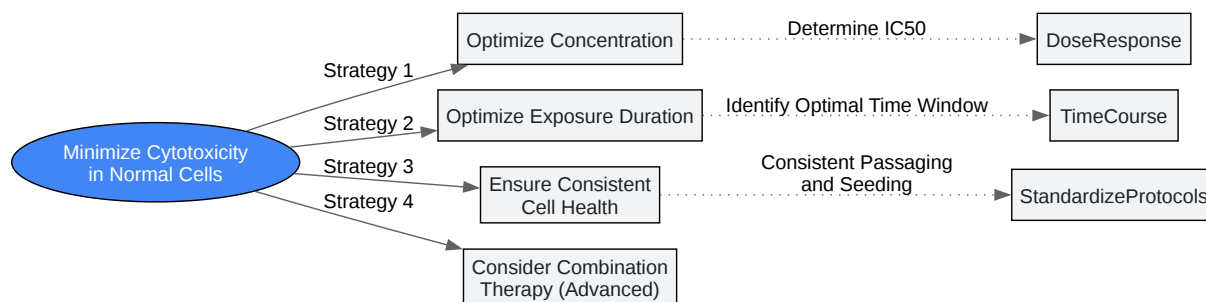 Minimize Cytotoxicity
in Normal Cells
Strategy 1
Optimize Concentration
Determine IC50
DoseResponse
Strategy 2
Optimize Exposure Duration
Identify Optimal Time Window
TimeCourse
Strategy 3
Ensure Consistent
Cell Health
Consistent Passaging
and Seeding
StandardizeProtocols
Strategy 4
Consider Combination
Therapy (Advanced)